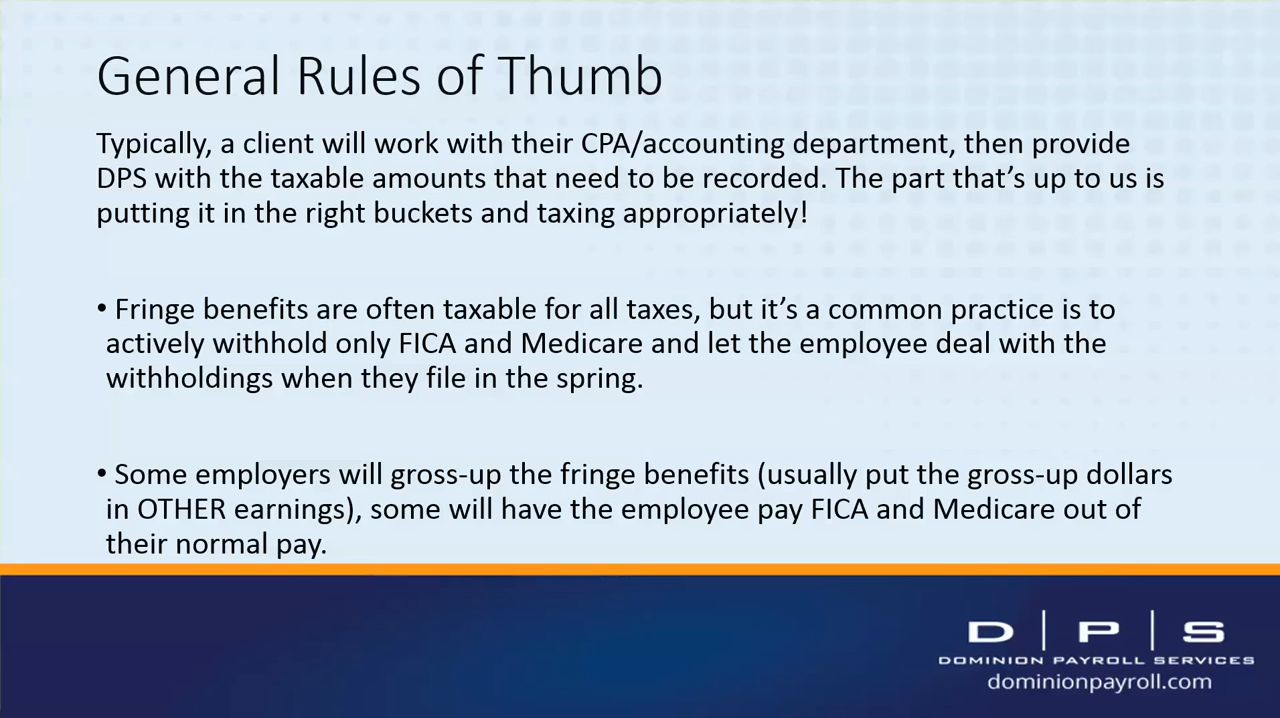 General Rules of Thumb
Typically, a client will work with their CPA/accounting department, then provide
DPS with the taxable amounts that need to be recorded. The part that’s up to us is
putting it in the right buckets and taxing appropriately!
• Fringe benefits are often taxable for all taxes, but it’s a common practice is to
actively withhold only FICA and Medicare and let the employee deal with the
withholdings when they file in the spring.
• Some employers will gross-up the fringe benefits (usually put the gross-up dollars
in OTHER earnings), some will have the employee pay FICA and Medicare out of
their normal pay.
D|P|S
DOMINION PAYROLL SERVICES
dominionpayroll.com